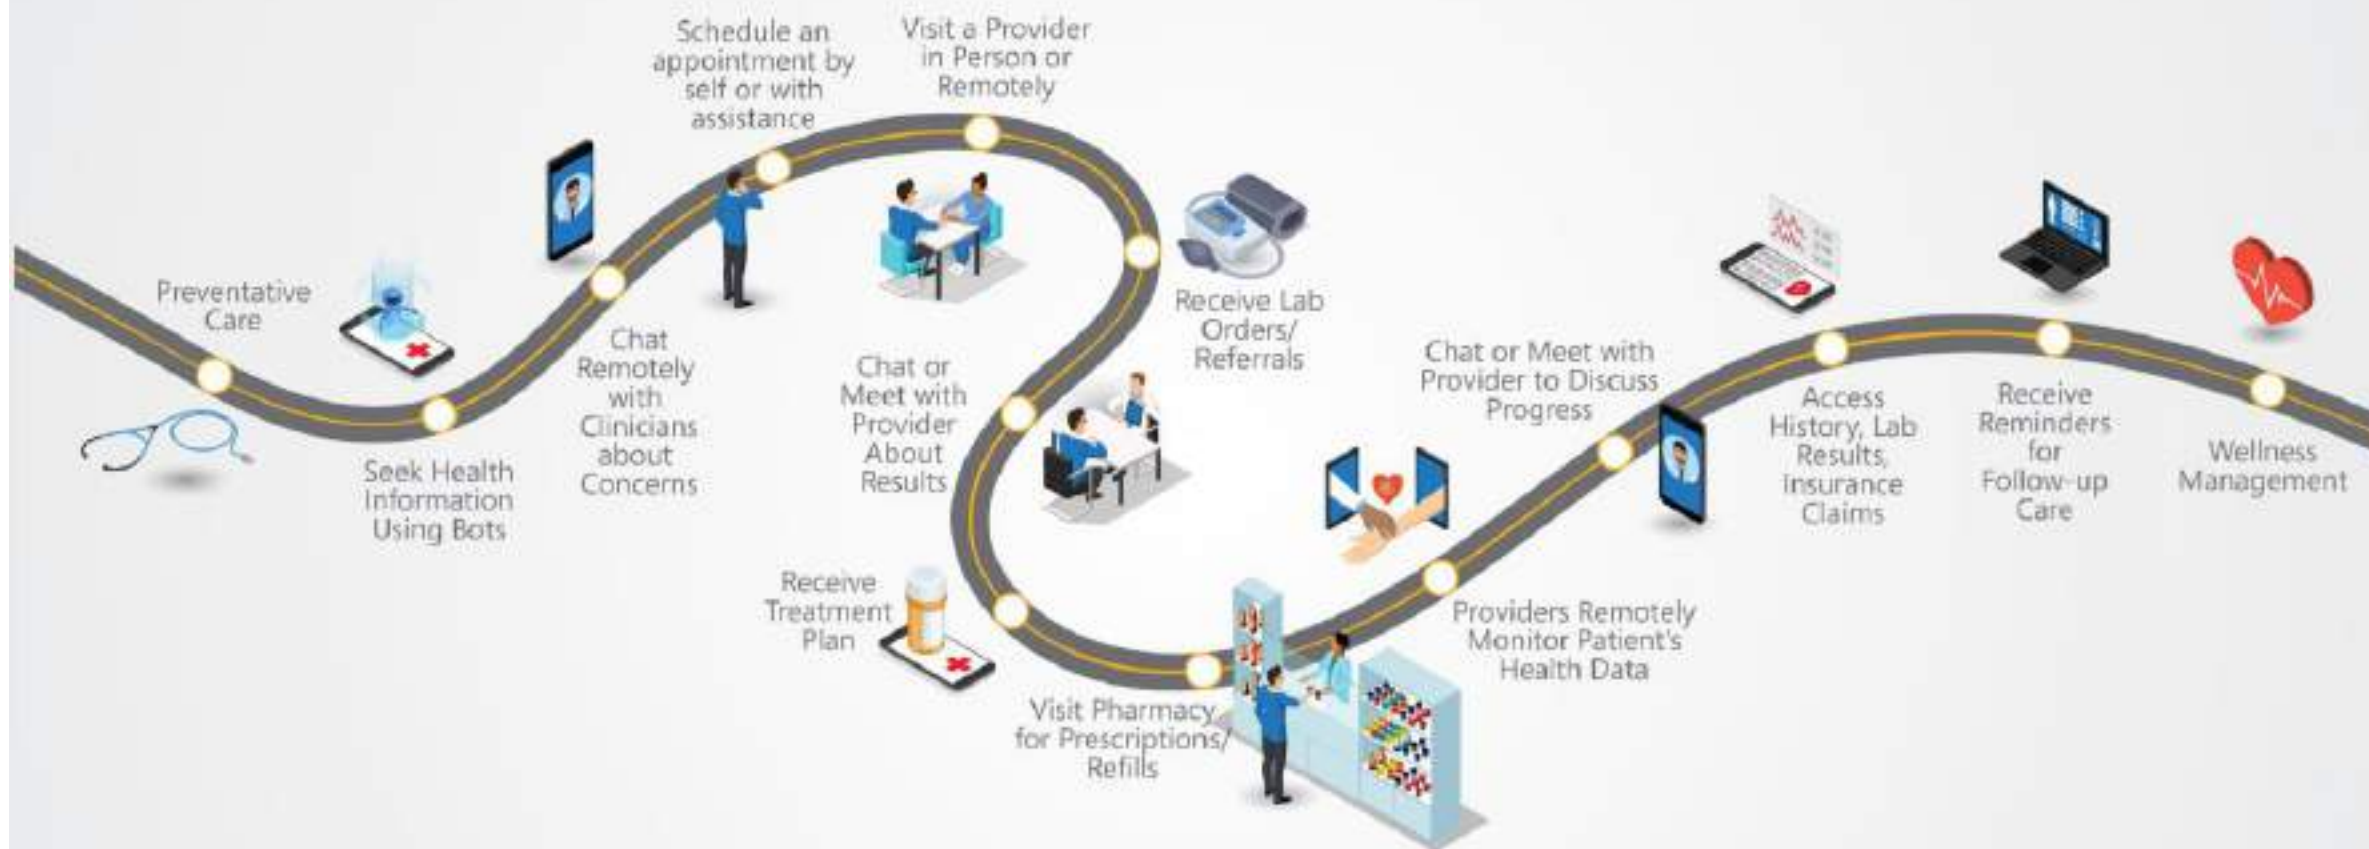 Preventative
Care
Seek Health
Information
Using Bots
Chat
Remotely
with
Clinicians
about
Concerns
Schedule an
appointment by
self or with
assistance
Visit a Provider
in Person or
Remotely
Receive Lab
Orders/
Referrals
Chat or
Meet with
Provider
About
Results
Receive
Treatment
Plan
Visit Pharmacy
for Prescriptions/
Refills
Providers Remotely
Monitor Patient's
Health Data
Chat or Meet with
Provider to Discuss
Progress
Access
History, Lab
Results,
insurance
Claims
Receive
Reminders
for
Follow-up
Care
Wellness
Management